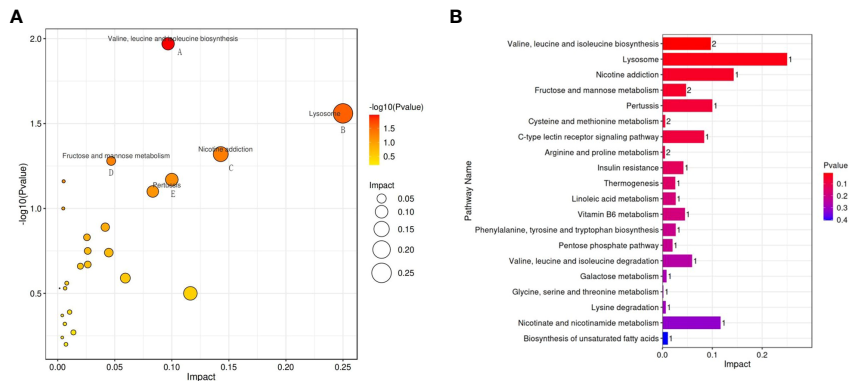 A
Valine, leucine and isoleucine biosynthesis
A
Lysosome
B
Nicotine addiction
C
Fructose and mannose metabolism
D
Pertussis
E
2.0
1.5
1.0
0.5
-log10(Pvalue)
0.00
0.05
0.10
0.15
0.20
0.25
Impact
-log10(Pvalue)
1.5
1.0
0.5
Impact
0.05
0.10
0.15
0.20
0.25
B
Pathway Name
Valine, leucine and isoleucine biosynthesis 2
Lysosome 1
Nicotine addiction 1
Fructose and mannose metabolism 2
Pertussis 1
Cysteine and methionine metabolism 2
C-type lectin receptor signaling pathway 1
Arginine and proline metabolism 2
Insulin resistance 1
Thermogenesis 1
Linoleic acid metabolism 1
Vitamin B6 metabolism 1
Phenylalanine, tyrosine and tryptophan biosynthesis 1
Pentose phosphate pathway 1
Valine, leucine and isoleucine degradation 1
Galactose metabolism 1
Glycine, serine and threonine metabolism 1
Lysine degradation 1
Nicotinate and nicotinamide metabolism 1
Biosynthesis of unsaturated fatty acids 1
0.0
0.1
0.2
Impact
Pvalue
0.1
0.2
0.3
0.4